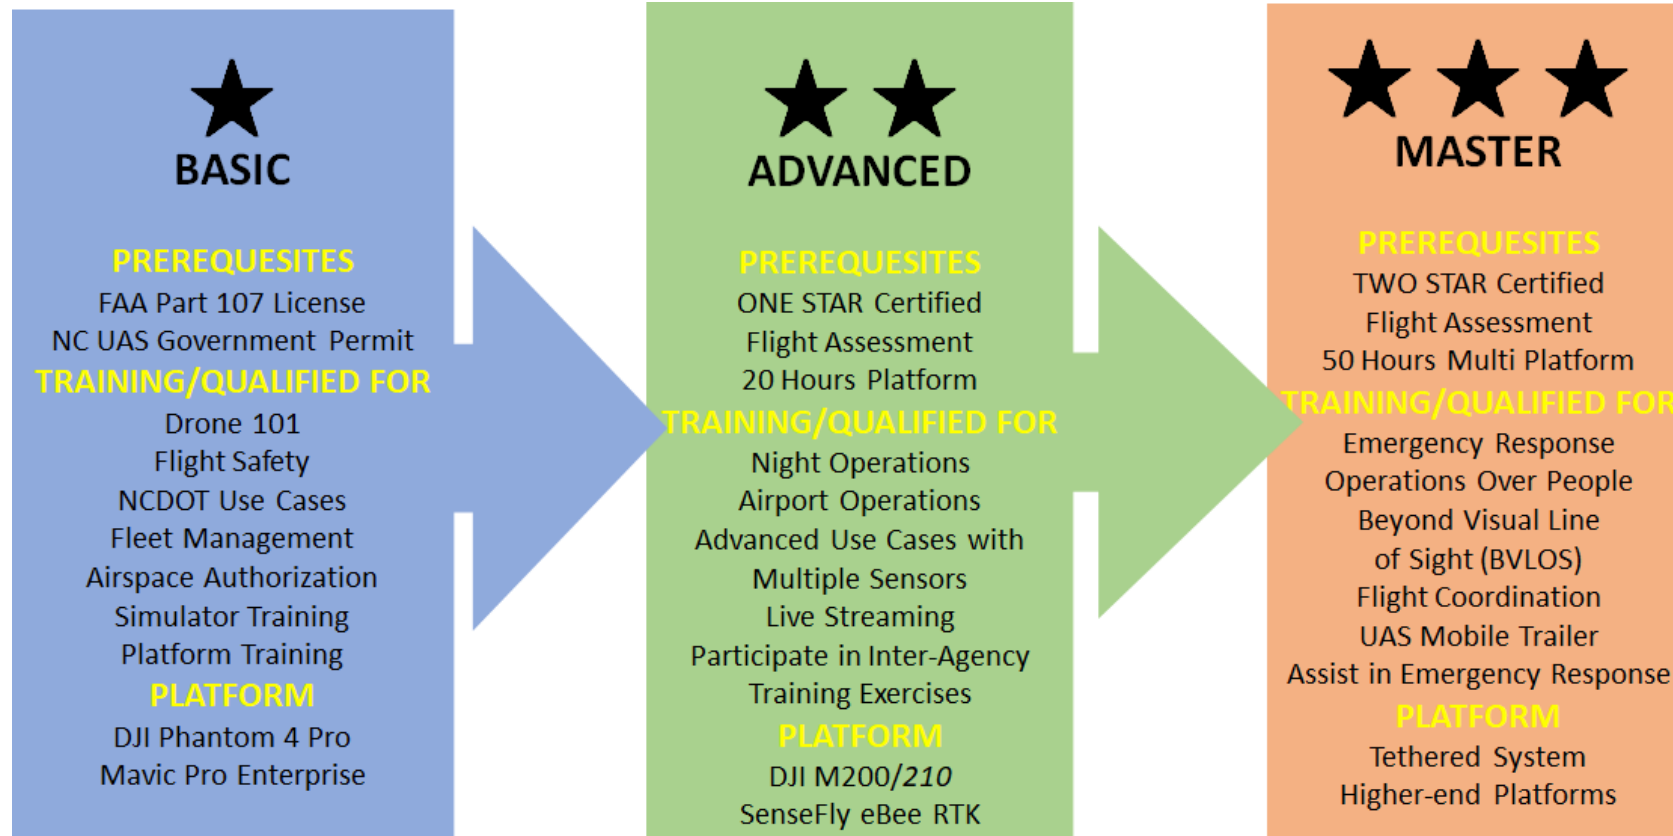 BASIC
PREREQUESITES
FAA Part 107 License
NC UAS Government Permit
TRAINING/QUALIFIED FOR
Drone 101
Flight Safety
NCDOT Use Cases
Fleet Management
Airspace Authorization
Simulator Training
Platform Training
PLATFORM
DJI Phantom 4 Pro
Mavic Pro Enterprise
ADVANCED
PREREQUESITES
ONE STAR Certified
Flight Assessment
20 Hours Platform
TRAINING/QUALIFIED FOR
Night Operations
Airport Operations
Advanced Use Cases with
Multiple Sensors
Live Streaming
Participate in Inter-Agency
Training Exercises
PLATFORM
DJI M200/210
SenseFly eBee RTK
MASTER
PREREQUESITES
TWO STAR Certified
Flight Assessment
50 Hours Multi Platform
TRAINING/QUALIFIED FOR
Emergency Response
Operations Over People
Beyond Visual Line
of Sight (BVLOS)
Flight Coordination
UAS Mobile Trailer
Assist in Emergency Response
PLATFORM
Tethered System
Higher-end Platforms